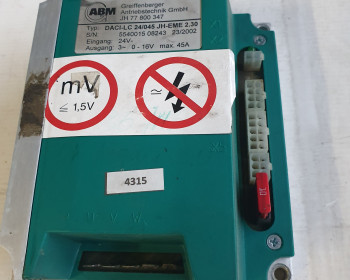 ABM
Greiffenberger
Antriebstechnik GmbH
JH 77 800 347
Typ: DACI-LC 24/045 JH-EME 2,30
S/N 5540015 08243 23/2002
Eingang: 24V-
Ausgang: 3~ 0 - 16V max. 45A
mV
≤ 1,5V
4315
U V W